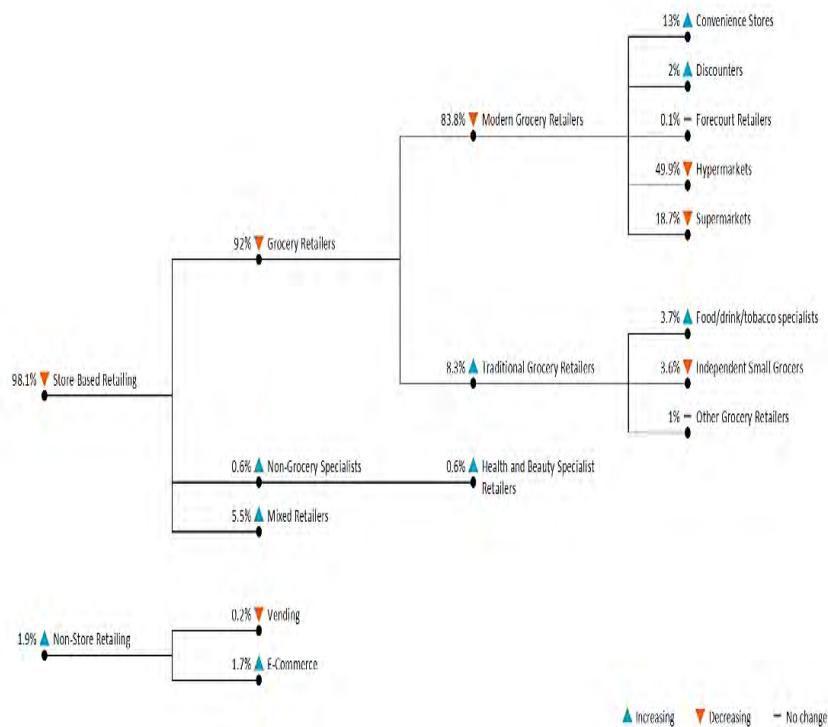 13% Convenience Stores
2% Discounters
83.8% Modern Grocery Retailers
0.1% Forecourt Retailers
49.9% Hypermarkets
18.7% Supermarkets
92% Grocery Retailers
3.7% Food/drink/tobacco specialists
8.3% Traditional Grocery Retailers
3.6% Independent Small Grocers
98.1% Store Based Retailing
1% Other Grocery Retailers
0.6% Non-Grocery Specialists
0.6% Health and Beauty Specialist
Retailers
5.5% Mixed Retailers
0.2% Vending
1.9% Non-Store Retailing
1.7% E-Commerce
Increasing Decreasing No change